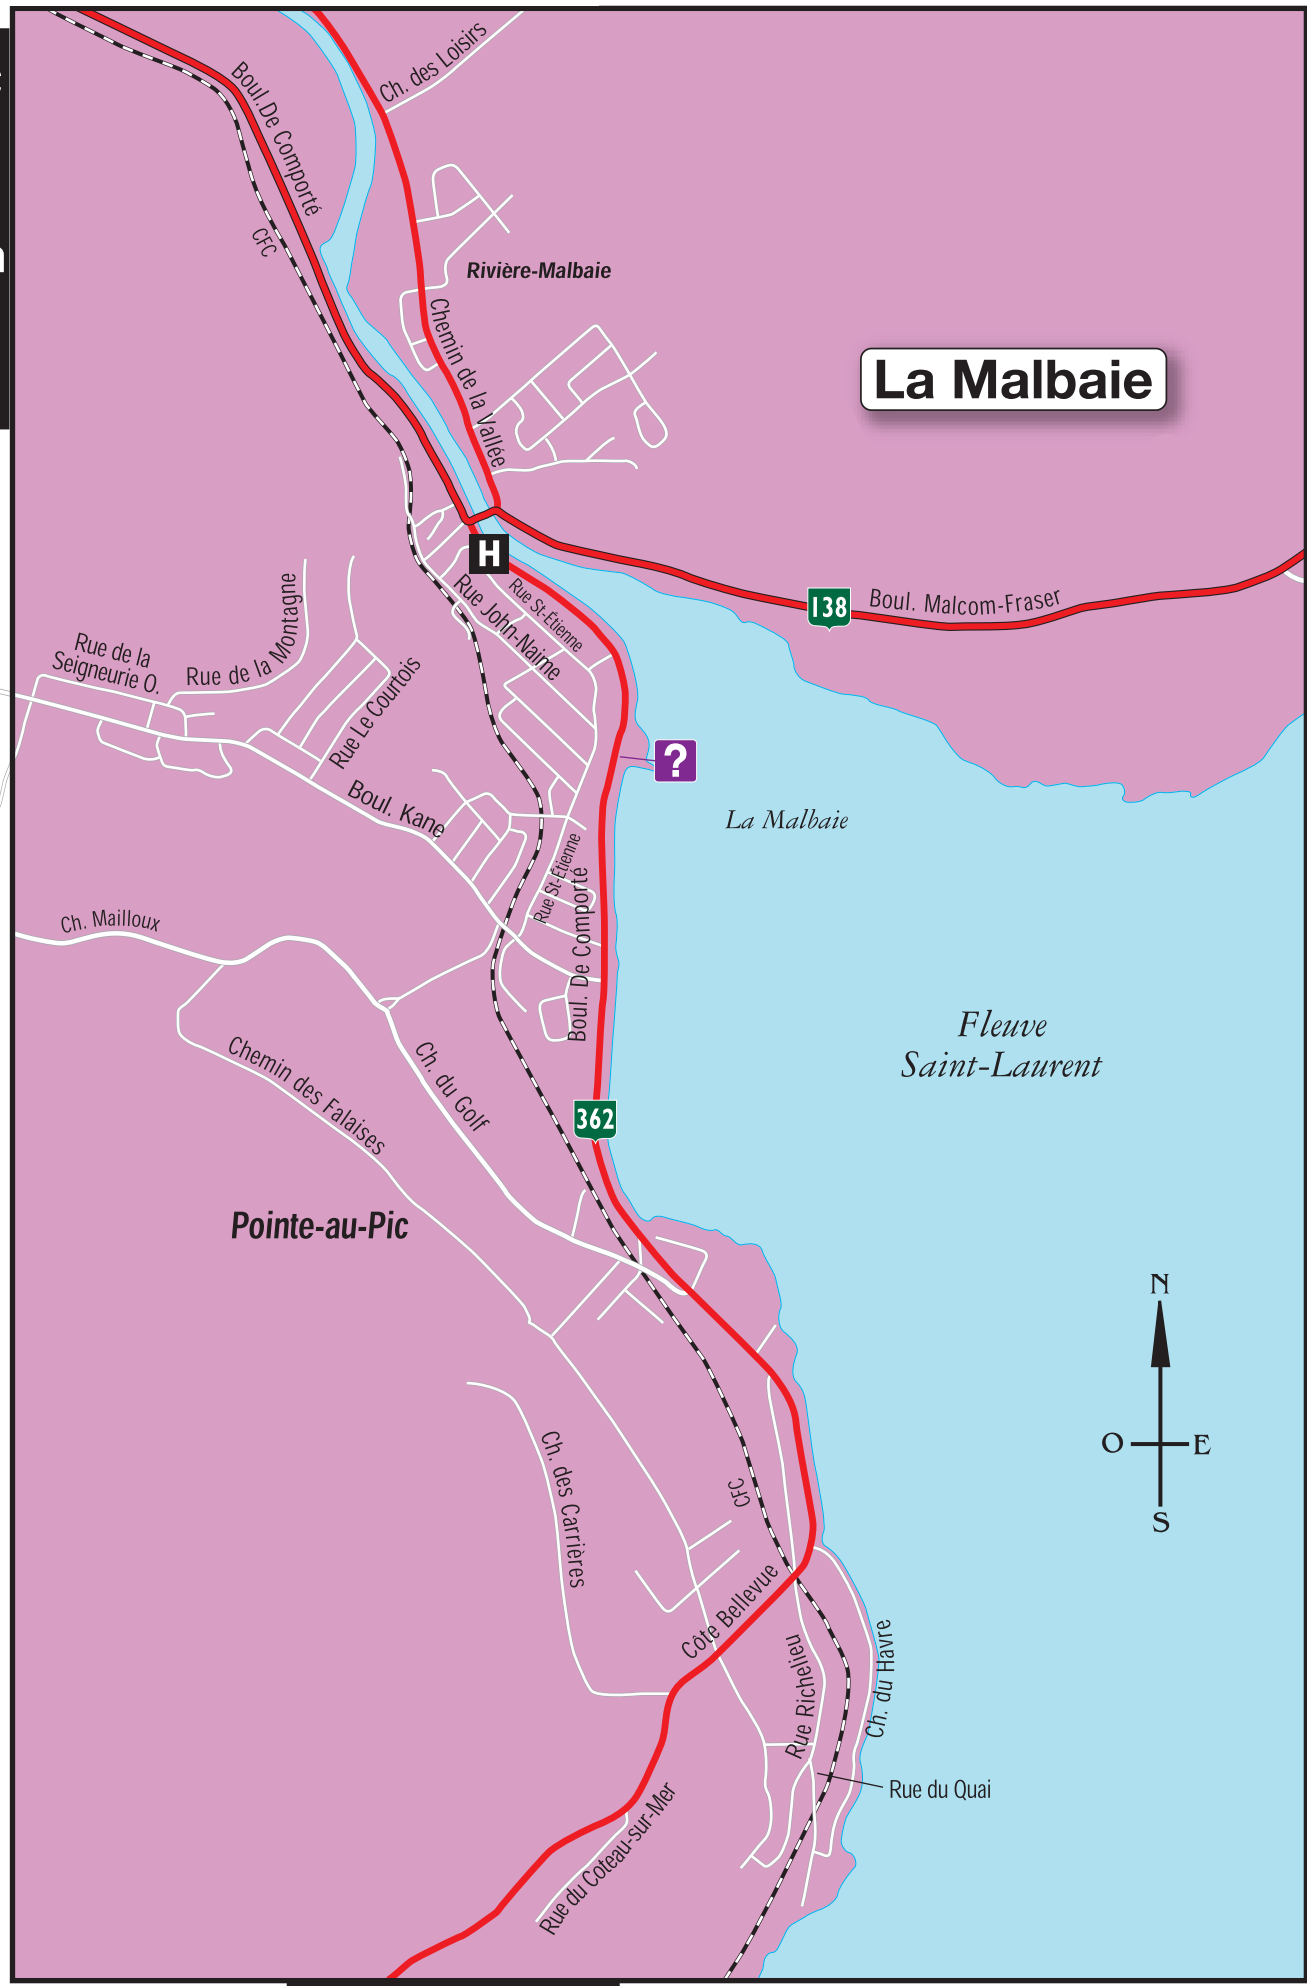 Ch. des Loisirs
Boul. De Comporté
CFC
Rivière-Malbaie
Chemin de la Vallée
La Malbaie
H
138
Boul. Malcom-Fraser
Rue St-Étienne
Rue John-Naime
Rue de la Montagne
Rue de la
Seigneurie O.
Rue Le Courtois
?
Boul. Kane
La Malbaie
Rue St-Étienne
Boul. De Comporté
Ch. Mailloux
Fleuve
Saint-Laurent
Chemin des Falaises
Ch. du Golf
362
Pointe-au-Pic
N
O E
S
Ch. des Carrières
CFC
Côte Bellevue
Rue Richelieu
Ch. du Havre
Rue du Quai
Rue du Coteau-sur-Mer